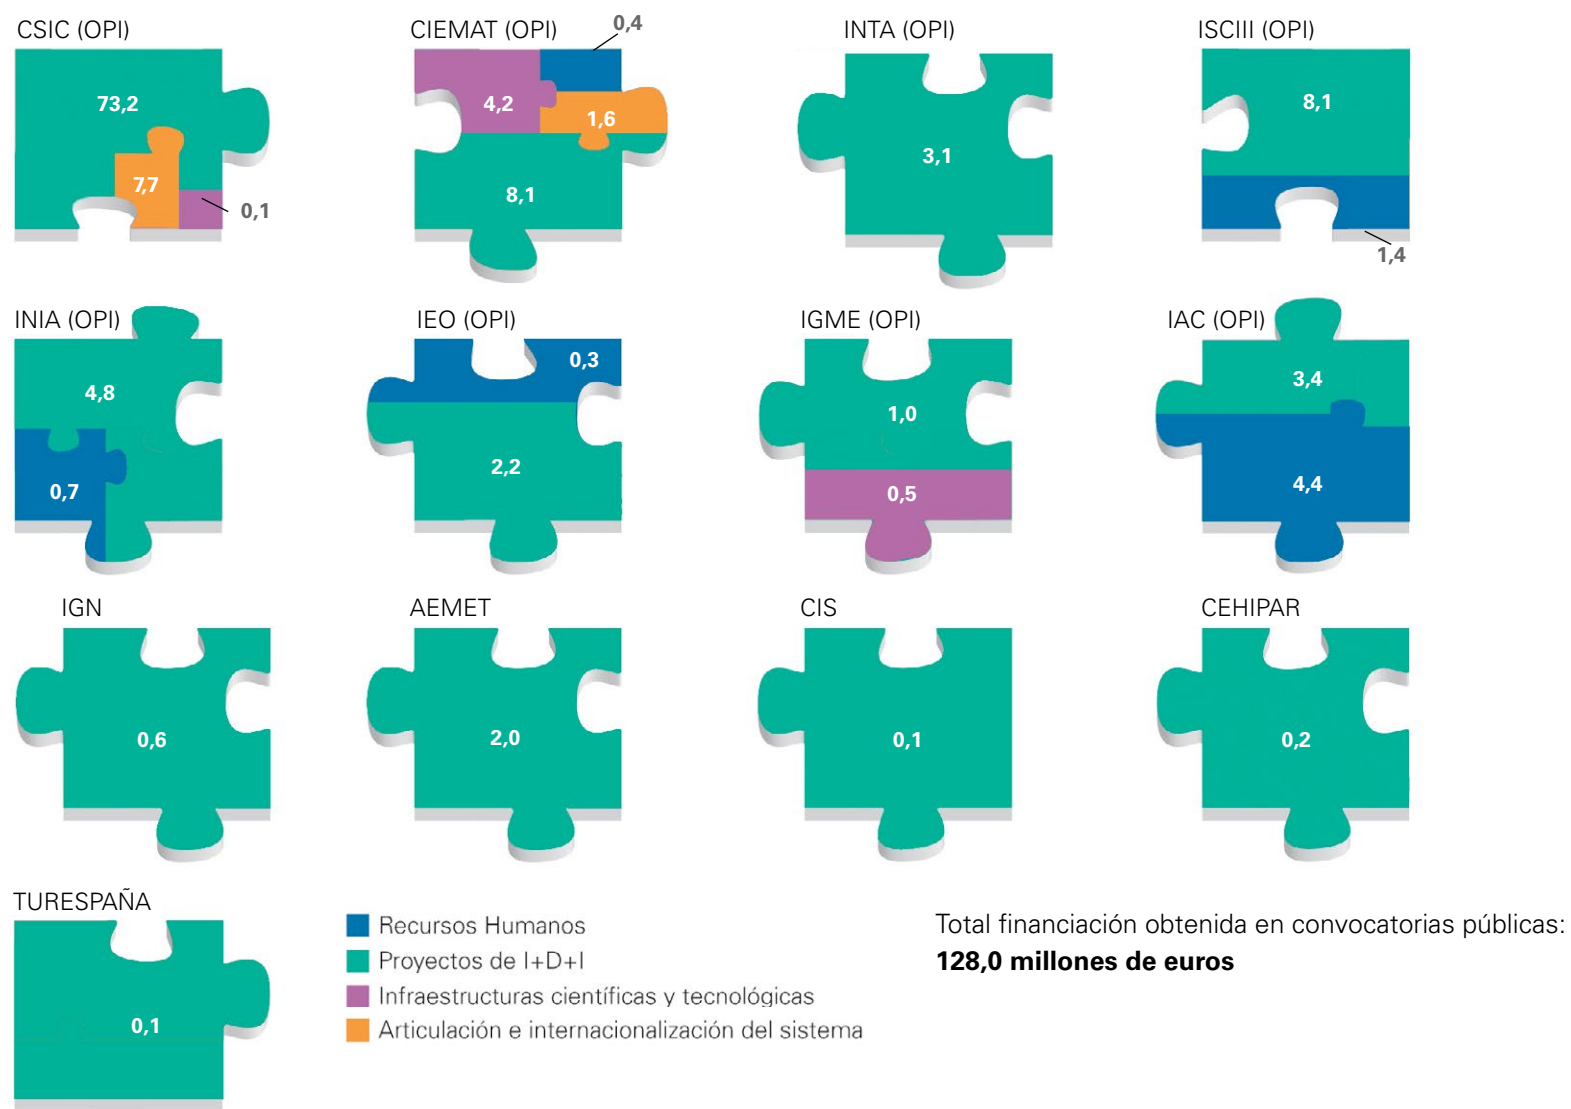 CSIC (OPI)
73,2
7,7
0,1
CIEMAT (OPI)
0,4
4,2
1,6
8,1
INTA (OPI)
3,1
ISCIII (OPI)
8,1
1,4
INIA (OPI)
4,8
0,7
IEO (OPI)
0,3
2,2
IGME (OPI)
1,0
0,5
IAC (OPI)
3,4
4,4
IGN
0,6
AEMET
2,0
CIS
0,1
CEHIPAR
0,2
TURESPAÑA
0,1
Recursos Humanos
Proyectos de I+D+I
Infraestructuras científicas y tecnológicas
Articulación e internacionalización del sistema
Total financiación obtenida en convocatorias públicas:
128,0 millones de euros